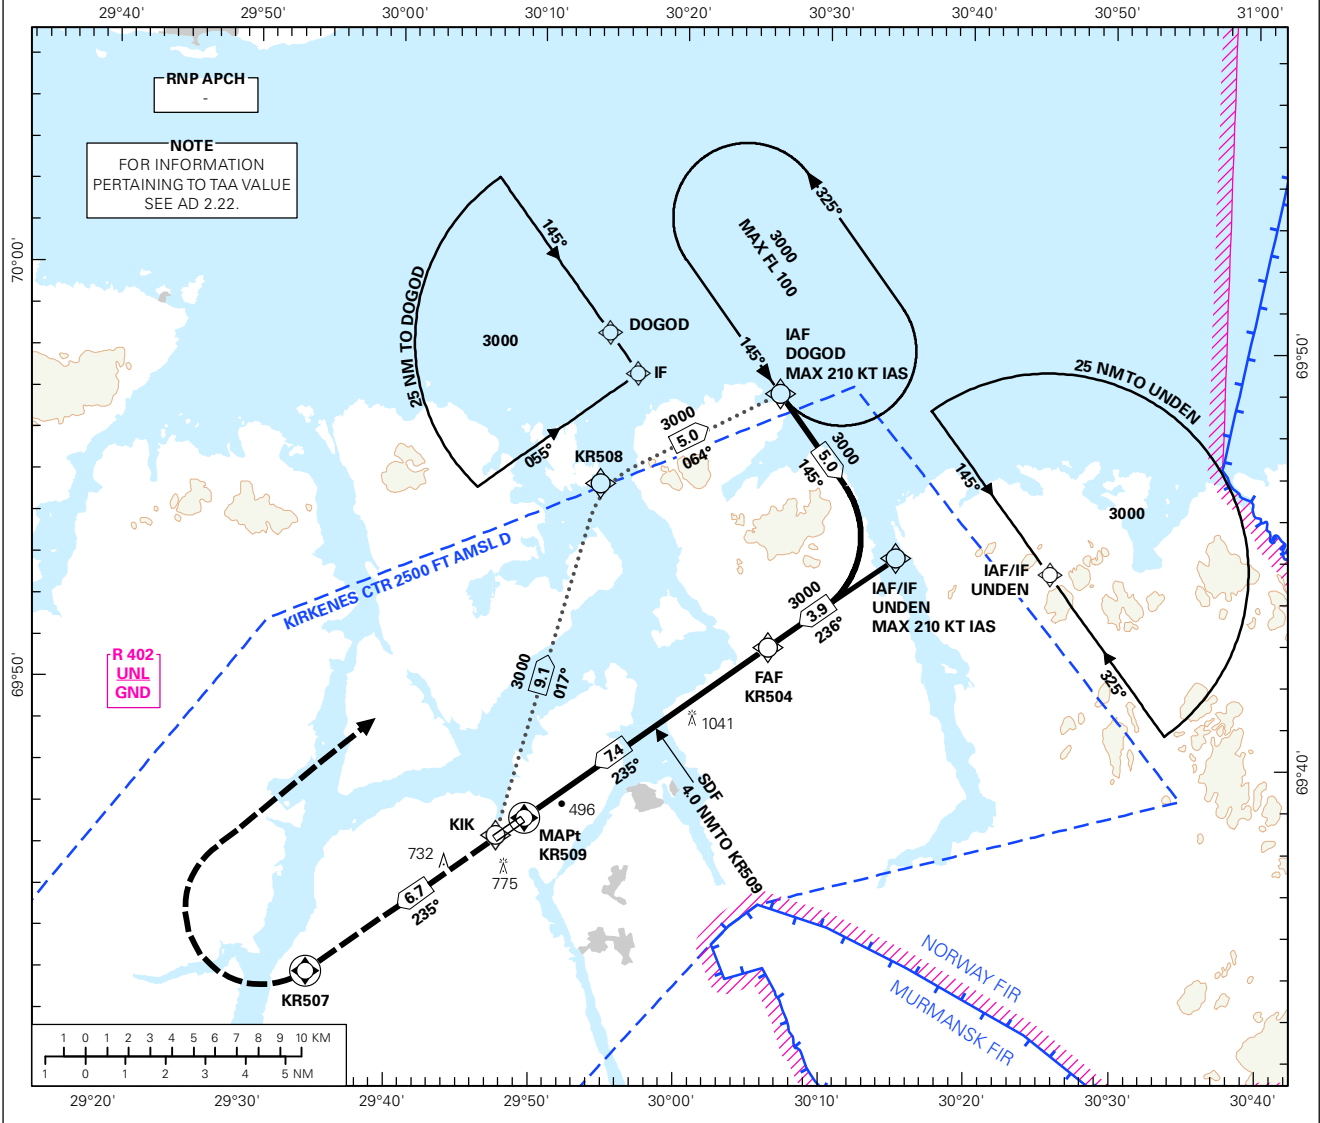 29°40'
29°50'
30°00'
30°10'
30°20'
30°30'
30°40'
30°50'
31°00'
RNP APCH
-
NOTE
FOR INFORMATION
PERTAINING TO TAA VALUE
SEE AD 2.22.
70°00'
69°50'
145°
25 NM TO DOGOD
3000
DOGOD
IF
055°
325°
3000
MAX FL 100
145°
IAF
DOGOD
MAX 210 KT IAS
69°50'
25 NM TO UNDEN
145°
3000
IAF/IF
UNDEN
325°
3000
5.0
064°
KR508
3000
5.0
145°
KIRKENES CTR 2500 FT AMSL D
IAF/IF
UNDEN
MAX 210 KT IAS
3000
3.9
236°
FAF
KR504
R 402
UNL
GND
3000
9.1
017°
1041
7.4
235°
SDF
4.0 NM TO KR509
69°40'
496
KIK
MAPt
KR509
732
775
6.7
235°
KR507
NORWAY FIR
MURMANSK FIR
1 0 1 2 3 4 5 6 7 8 9 10 KM
1 0 1 2 3 4 5 NM
29°20'
29°30'
29°40'
29°50'
30°00'
30°10'
30°20'
30°30'
30°40'